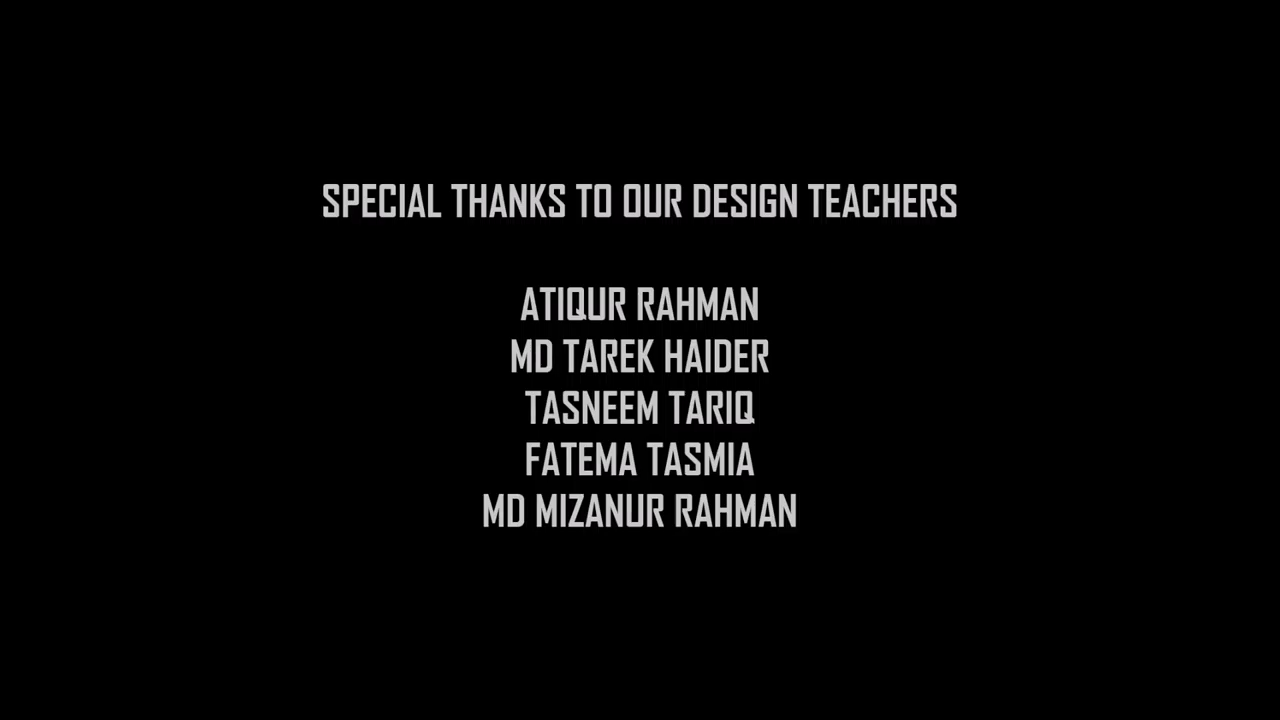 SPECIAL THANKS TO OUR DESIGN TEACHERS
ATIQUR RAHMAN
MD TAREK HAIDER
TASNEEM TARIQ
FATEMA TASMIA
MD MIZANUR RAHMAN